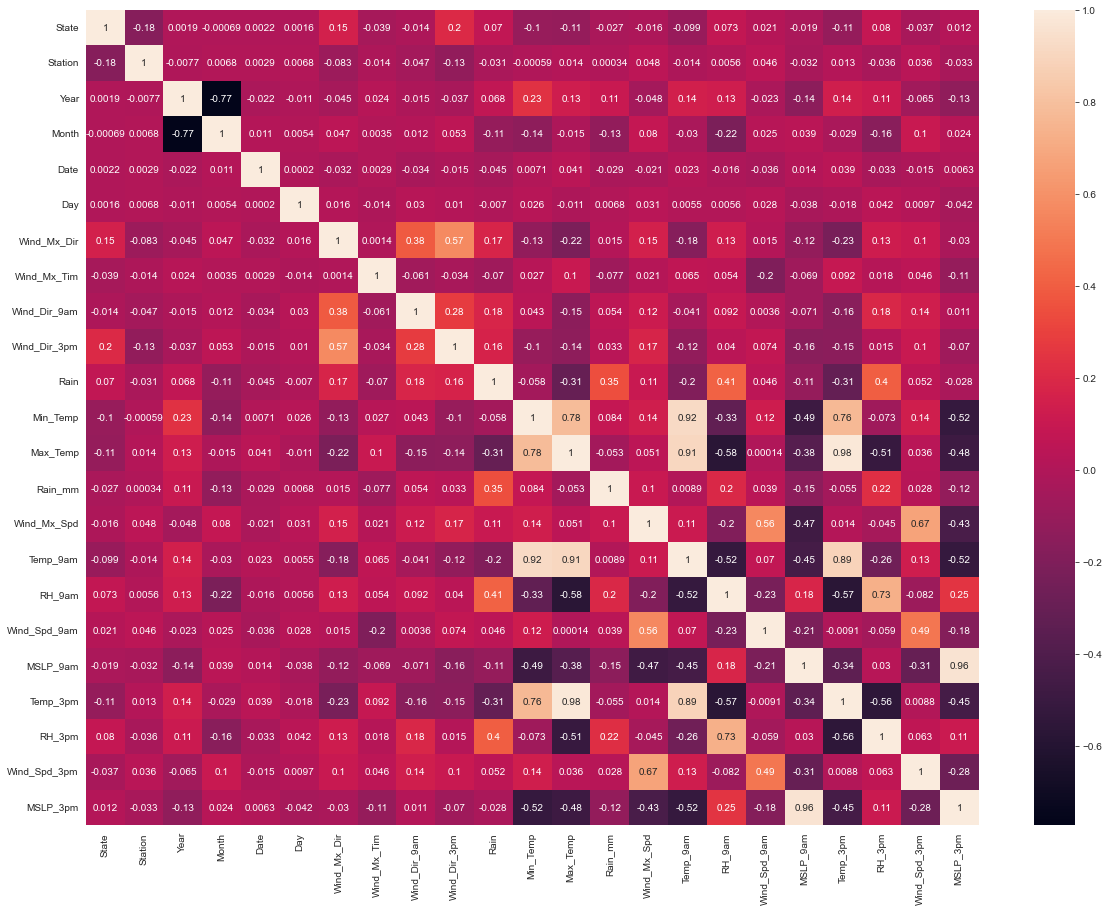 State 1 -0.18 0.0019 -0.00069 0.0022 0.0016 0.15 -0.039 -0.014 0.2 0.07 -0.1 -0.11 -0.027 -0.016 -0.099 0.073 0.021 -0.019 -0.11 0.08 -0.037 0.012
Station -0.18 1 -0.0077 0.0068 0.0029 0.0068 -0.083 -0.014 -0.047 -0.13 -0.031 -0.00059 0.014 0.00034 0.048 -0.014 0.0056 0.046 -0.032 0.013 -0.036 0.036 -0.033
Year 0.0019 -0.0077 1 -0.77 -0.022 -0.011 -0.045 0.024 -0.015 -0.037 0.068 0.23 0.13 0.11 -0.048 0.14 0.13 -0.023 -0.14 0.14 0.11 -0.065 -0.13
Month -0.00069 0.0068 -0.77 1 0.011 0.0054 0.047 0.0035 0.012 0.053 -0.11 -0.14 -0.015 -0.13 0.08 -0.03 -0.22 0.025 0.039 -0.029 -0.16 0.1 0.024
Date 0.0022 0.0029 -0.022 0.011 1 0.0002 -0.032 0.0029 -0.034 -0.015 -0.045 0.0071 0.041 -0.029 -0.021 0.023 -0.016 -0.036 0.014 0.039 -0.033 -0.015 0.0063
Day 0.0016 0.0068 -0.011 0.0054 0.0002 1 0.016 -0.014 0.03 0.01 -0.007 0.026 -0.011 0.0068 0.031 0.0055 0.0056 0.028 -0.038 -0.018 0.042 0.0097 -0.042
Wind_Mx_Dir 0.15 -0.083 -0.045 0.047 -0.032 0.016 1 0.0014 0.38 0.57 0.17 -0.13 -0.22 0.015 0.15 -0.18 0.13 0.015 -0.12 -0.23 0.13 0.1 -0.03
Wind_Mx_Tim -0.039 -0.014 0.024 0.0035 0.0029 -0.014 0.0014 1 -0.061 -0.034 -0.07 0.027 0.1 -0.077 0.021 0.065 0.054 -0.2 -0.069 0.092 0.018 0.046 -0.11
Wind_Dir_9am -0.014 -0.047 -0.015 0.012 -0.034 0.03 0.38 -0.061 1 0.28 0.18 0.043 -0.15 0.054 0.12 -0.041 0.092 0.0036 -0.071 -0.16 0.18 0.14 0.011
Wind_Dir_3pm 0.2 -0.13 -0.037 0.053 -0.015 0.01 0.57 -0.034 0.28 1 0.16 -0.1 -0.14 0.033 0.17 -0.12 0.04 0.074 -0.16 -0.15 0.015 0.1 -0.07
Rain 0.07 -0.031 0.068 -0.11 -0.045 -0.007 0.17 -0.07 0.18 0.16 1 -0.058 -0.31 0.35 0.11 -0.2 0.41 0.046 -0.11 -0.31 0.4 0.052 -0.028
Min_Temp -0.1 -0.00059 0.23 -0.14 0.0071 0.026 -0.13 0.027 0.043 -0.1 -0.058 1 0.78 0.084 0.14 0.92 -0.33 0.12 -0.49 0.76 -0.073 0.14 -0.52
Max_Temp -0.11 0.014 0.13 -0.015 0.041 -0.011 -0.22 0.1 -0.15 -0.14 -0.31 0.78 1 -0.053 0.051 0.91 -0.58 0.00014 -0.38 0.98 -0.51 0.036 -0.48
Rain_mm -0.027 0.00034 0.11 -0.13 -0.029 0.0068 0.015 -0.077 0.054 0.033 0.35 0.084 -0.053 1 0.1 0.0089 0.2 0.039 -0.15 -0.055 0.22 0.028 -0.12
Wind_Mx_Spd -0.016 0.048 -0.048 0.08 -0.021 0.031 0.15 0.021 0.12 0.17 0.11 0.14 0.051 0.1 1 0.11 -0.2 0.56 -0.47 0.014 -0.045 0.67 -0.43
Temp_9am -0.099 -0.014 0.14 -0.03 0.023 0.0055 -0.18 0.065 -0.041 -0.12 -0.2 0.92 0.91 0.0089 0.11 1 -0.52 0.07 -0.45 0.89 -0.26 0.13 -0.52
RH_9am 0.073 0.0056 0.13 -0.22 -0.016 0.0056 0.13 0.054 0.092 0.04 0.41 -0.33 -0.58 0.2 -0.2 -0.52 1 -0.23 0.18 -0.57 0.73 -0.082 0.25
Wind_Spd_9am 0.021 0.046 -0.023 0.025 -0.036 0.028 0.015 -0.2 0.0036 0.074 0.046 0.12 0.00014 0.039 0.56 0.07 -0.23 1 -0.21 -0.0091 -0.059 0.49 -0.18
MSLP_9am -0.019 -0.032 -0.14 0.039 0.014 -0.038 -0.12 -0.069 -0.071 -0.16 -0.11 -0.49 -0.38 -0.15 -0.47 -0.45 0.18 -0.21 1 -0.34 0.03 -0.31 0.96
Temp_3pm -0.11 0.013 0.14 -0.029 0.039 -0.018 -0.23 0.092 -0.16 -0.15 -0.31 0.76 0.98 -0.055 0.014 0.89 -0.57 -0.0091 -0.34 1 -0.56 0.0088 -0.45
RH_3pm 0.08 -0.036 0.11 -0.16 -0.033 0.042 0.13 0.018 0.18 0.015 0.4 -0.073 -0.51 0.22 -0.045 -0.26 0.73 -0.059 0.03 -0.56 1 0.063 0.11
Wind_Spd_3pm -0.037 0.036 -0.065 0.1 -0.015 0.0097 0.1 0.046 0.14 0.1 0.052 0.14 0.036 0.028 0.67 0.13 -0.082 0.49 -0.31 0.0088 0.063 1 -0.28
MSLP_3pm 0.012 -0.033 -0.13 0.024 0.0063 -0.042 -0.03 -0.11 0.011 -0.07 -0.028 -0.52 -0.48 -0.12 -0.43 -0.52 0.25 -0.18 0.96 -0.45 0.11 -0.28 1
State Station Year Month Date Day Wind_Mx_Dir Wind_Mx_Tim Wind_Dir_9am Wind_Dir_3pm Rain Min_Temp Max_Temp Rain_mm Wind_Mx_Spd Temp_9am RH_9am Wind_Spd_9am MSLP_9am Temp_3pm RH_3pm Wind_Spd_3pm MSLP_3pm
1.0
0.8
0.6
0.4
0.2
0.0
−0.2
−0.4
−0.6